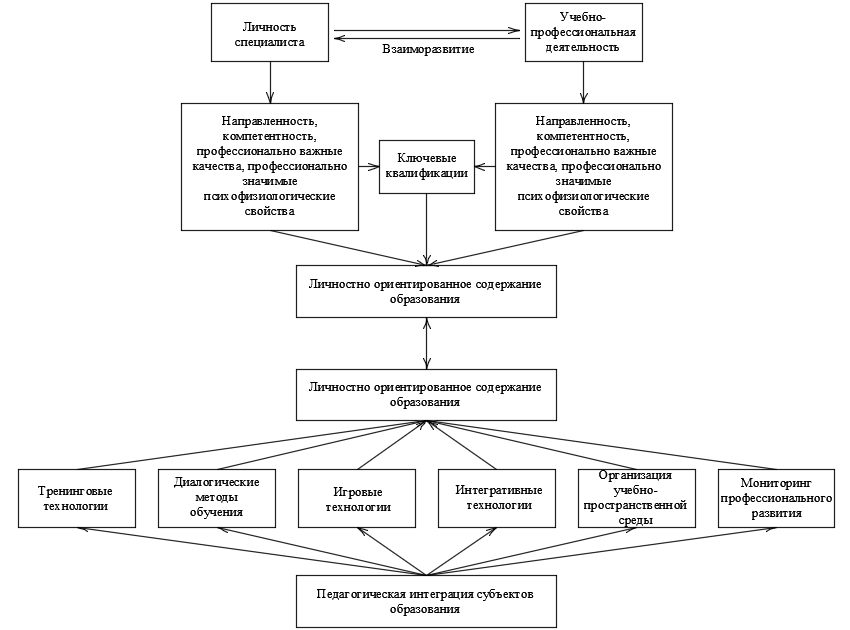 Личность
специалиста
Взаиморазвитие
Учебно-
профессиональная
деятельность
Направленность,
компетентность,
профессионально важные
качества, профессионально
значимые
психофизиологические
свойства
Ключевые
квалификации
Направленность,
компетентность,
профессионально важные
качества, профессионально
значимые
психофизиологические
свойства
Личностно ориентированное содержание
образования
Личностно ориентированное содержание
образования
Тренинговые
технологии
Диалогические
методы
обучения
Игровые
технологии
Интегративные
технологии
Организация
учебно-
пространственной
среды
Мониторинг
профессионального
развития
Педагогическая интеграция субъектов
образования